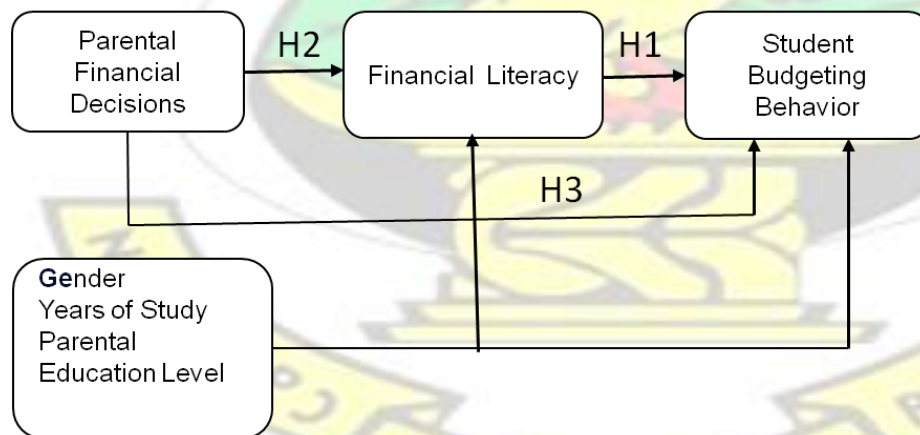 Parental
Financial
Decisions
H2
Financial Literacy
H1
Student
Budgeting
Behavior
H3
Gender
Years of Study
Parental
Education Level